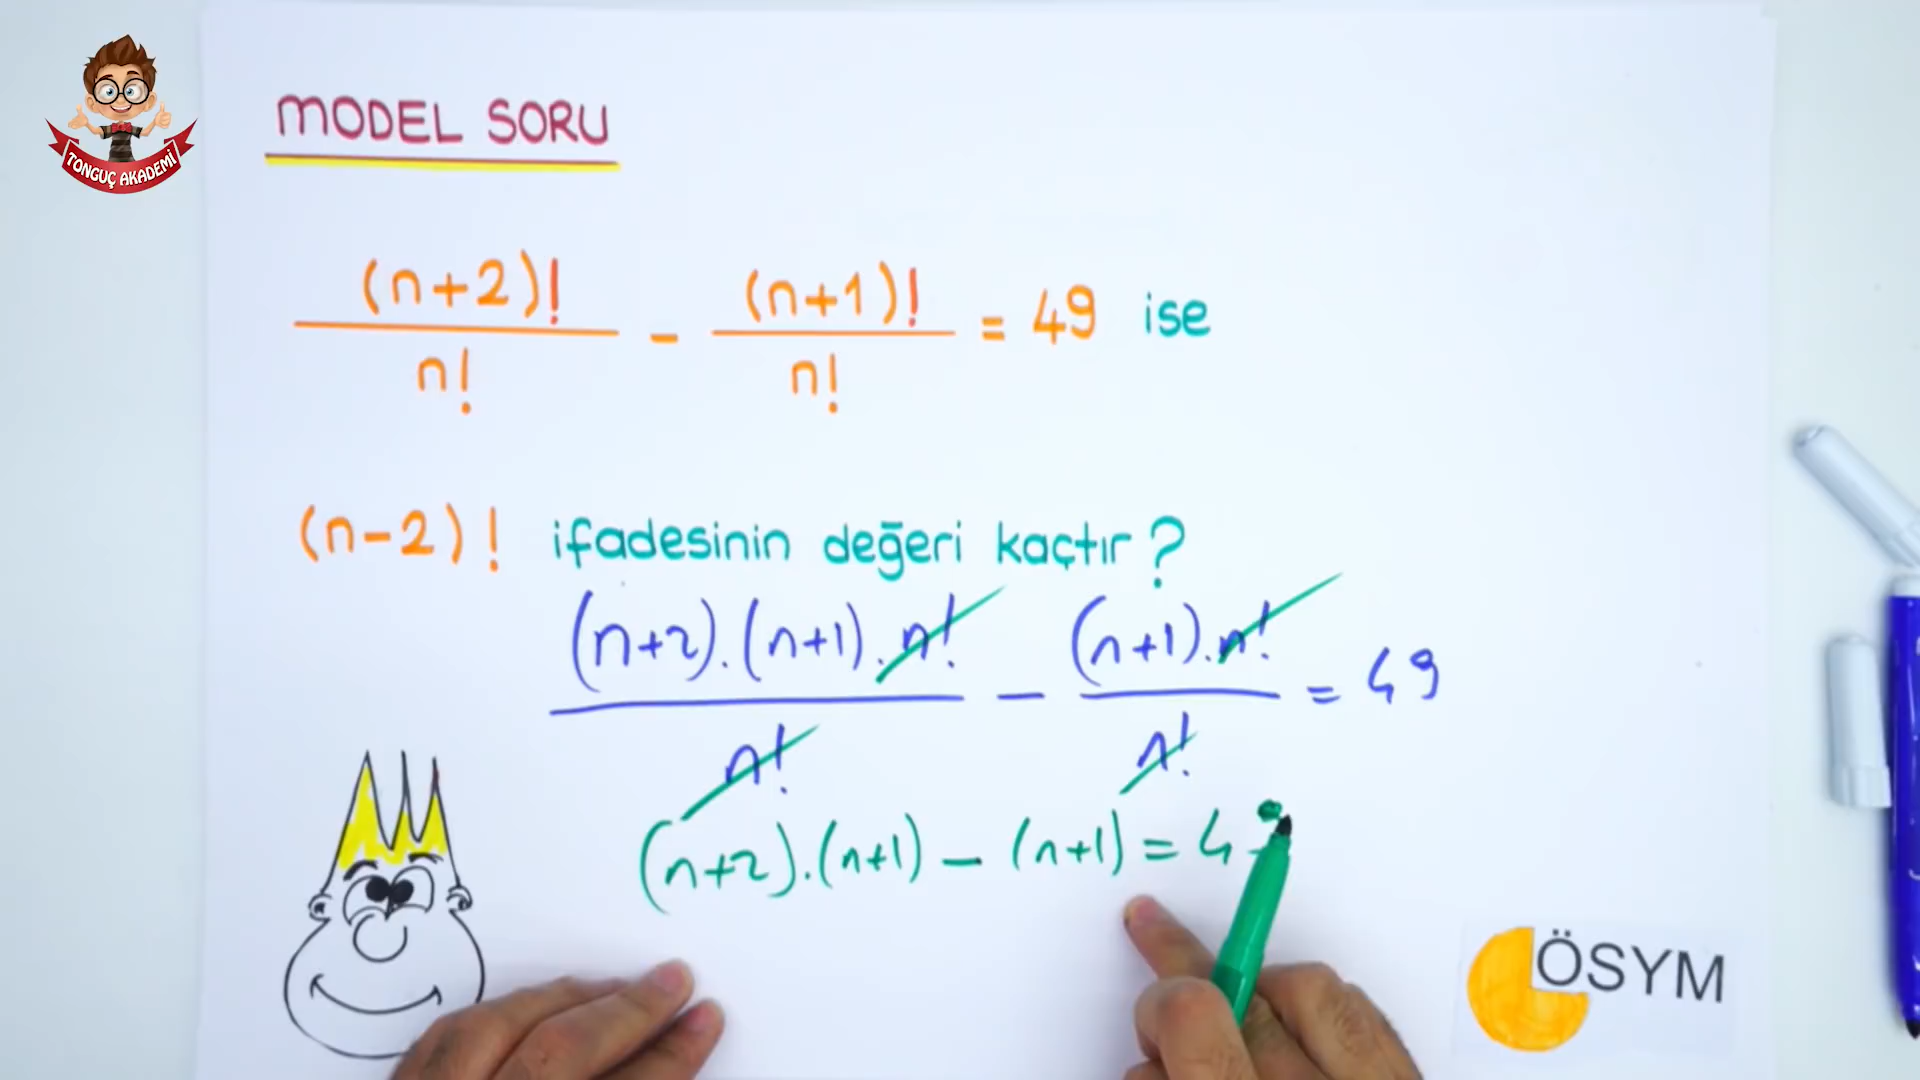 TONGUÇ AKADEMİ
MODEL SORU
(n+2)! / n! - (n+1)! / n! = 49 ise
(n-2)! ifadesinin değeri kaçtır?
(n+2).(n+1).n! / n! - (n+1).n! / n! = 49
(n+2).(n+1) - (n+1) = 4
ÖSYM